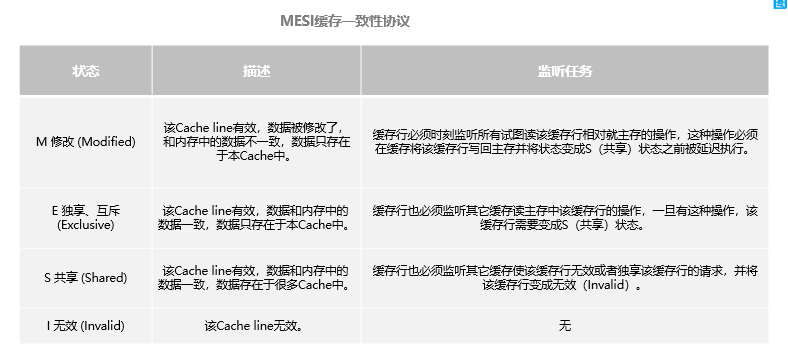 MESI缓存一致性协议
状态
描述
监听任务
M 修改 (Modified)
该Cache line有效，数据被修改了，
和内存中的数据不一致，数据只存在
于本Cache中。
缓存行必须时刻监听所有试图读该缓存行相对就主存的操作，这种操作必须
在缓存将该缓存行写回主存并将状态变成S（共享）状态之前被延迟执行。
E 独享、互斥
(Exclusive)
该Cache line有效，数据和内存中的
数据一致，数据只存在于本Cache中。
缓存行也必须监听其它缓存读主存中该缓存行的操作，一旦有这种操作，该
缓存行需要变成S（共享）状态。
S 共享 (Shared)
该Cache line有效，数据和内存中的
数据一致，数据存在于很多Cache中。
缓存行也必须监听其它缓存使该缓存行无效或者独享该缓存行的请求，并将
该缓存行变成无效（Invalid）。
I 无效 (Invalid)
该Cache line无效。
无